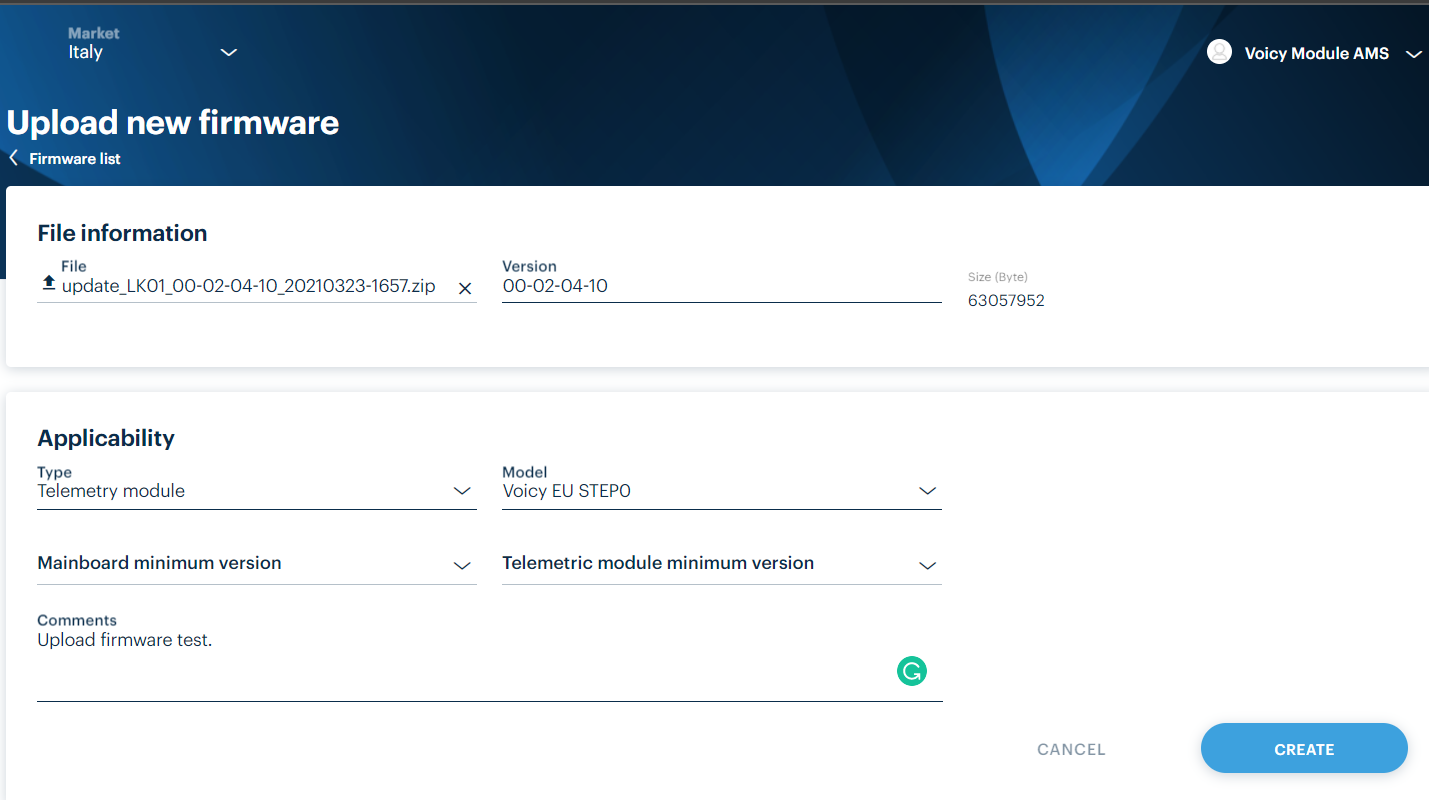 Market
Italy
Voicy Module AMS
Upload new firmware
Firmware list
File information
File
update_LK01_00-02-04-10_20210323-1657.zip
Version
00-02-04-10
Size (Byte)
63057952
Applicability
Type
Telemetry module
Model
Voicy EU STEP0
Mainboard minimum version
Telemetric module minimum version
Comments
Upload firmware test.
CANCEL
CREATE